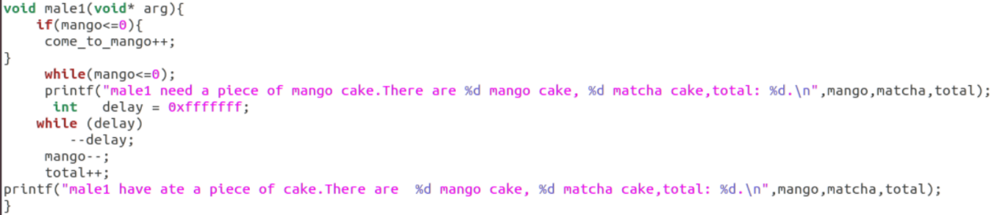 void male1(void* arg){
    if(mango<=0){
     come_to_mango++;
}
     while(mango<=0);
     printf("male1 need a piece of mango cake.There are %d mango cake, %d matcha cake,total: %d.\n",mango,matcha,total);
      int   delay = 0xfffffff;
    while (delay)
        --delay;
     mango--;
     total++;
printf("male1 have ate a piece of cake.There are  %d mango cake, %d matcha cake,total: %d.\n",mango,matcha,total);
}